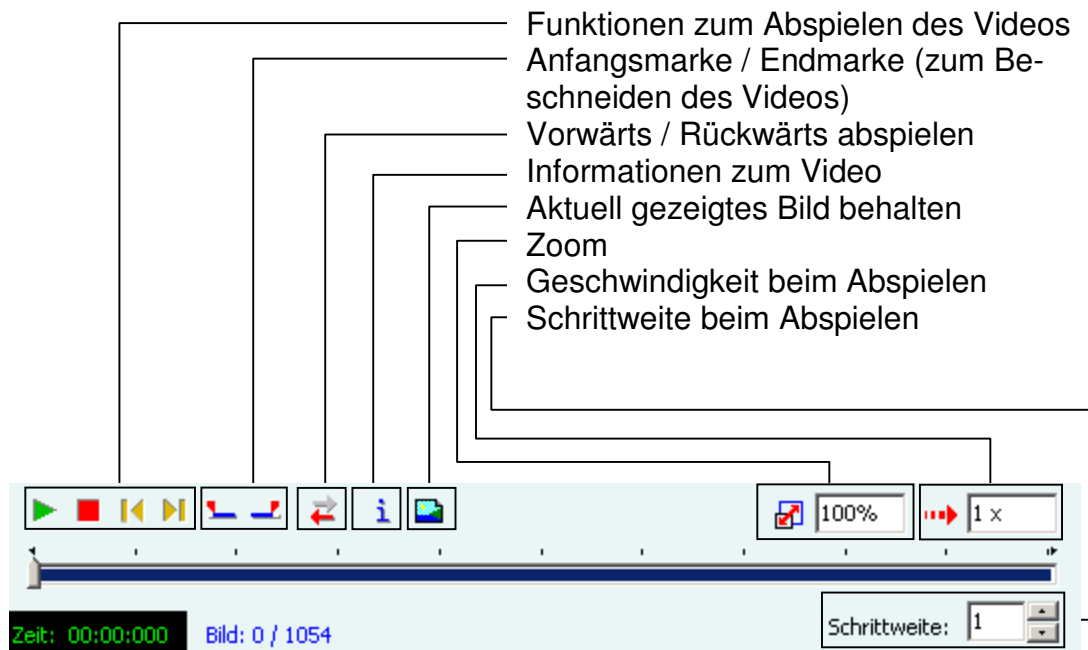 Funktionen zum Abspielen des Videos
Anfangsmarke / Endmarke (zum Be-
schneiden des Videos)
Vorwärts / Rückwärts abspielen
Informationen zum Video
Aktuell gezeigtes Bild behalten
Zoom
Geschwindigkeit beim Abspielen
Schrittweite beim Abspielen
i 100% 1 x
Schrittweite: 1
Zeit: 00:00:000 Bild: 0 / 1054